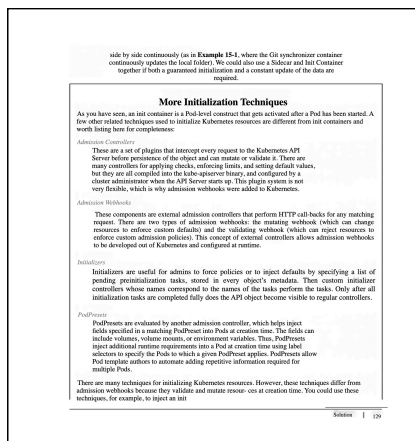 side by side continuously (as in Example 15-1, where the Git synchronizer container
continuously updates the local folder). We could also use a Sidecar and Init Container
together if both a guaranteed initialization and a constant update of the data are
required.
More Initialization Techniques
As you have seen, an init container is a Pod-level construct that gets activated after a Pod has been started. A
few other related techniques used to initialize Kubernetes resources are different from init containers and
worth listing here for completeness:
Admission Controllers
These are a set of plugins that intercept every request to the Kubernetes API
Server before persistence of the object and can mutate or validate it. There are
many controllers for applying checks, enforcing limits, and setting default values,
but they are all compiled into the kube-apiserver binary, and configured by a
cluster administrator when the API Server starts up. This plugin system is not
very flexible, which is why admission webhooks were added to Kubernetes.
Admission Webhooks
These components are external admission controllers that perform HTTP call-backs for any matching
request. There are two types of admission webhooks: the mutating webhook (which can change
resources to enforce custom defaults) and the validating webhook (which can reject resources to
enforce custom admission policies). This concept of external controllers allows admission webhooks
to be developed out of Kubernetes and configured at runtime.
Initializers
Initializers are useful for admins to force policies or to inject defaults by specifying a list of
pending preinitialization tasks, stored in every object's metadata. Then custom initializer
controllers whose names correspond to the names of the tasks perform the tasks. Only after all
initialization tasks are completed fully does the API object become visible to regular controllers.
PodPresets
PodPresets are evaluated by another admission controller, which helps inject
fields specified in a matching PodPreset into Pods at creation time. The fields can
include volumes, volume mounts, or environment variables. Thus, PodPresets
inject additional runtime requirements into a Pod at creation time using label
selectors to specify the Pods to which a given PodPreset applies. PodPresets allow
Pod template authors to automate adding repetitive information required for
multiple Pods.
There are many techniques for initializing Kubernetes resources. However, these techniques differ from
admission webhooks because they validate and mutate resour- ces at creation time. You could use these
techniques, for example, to inject an init
Solution | 129